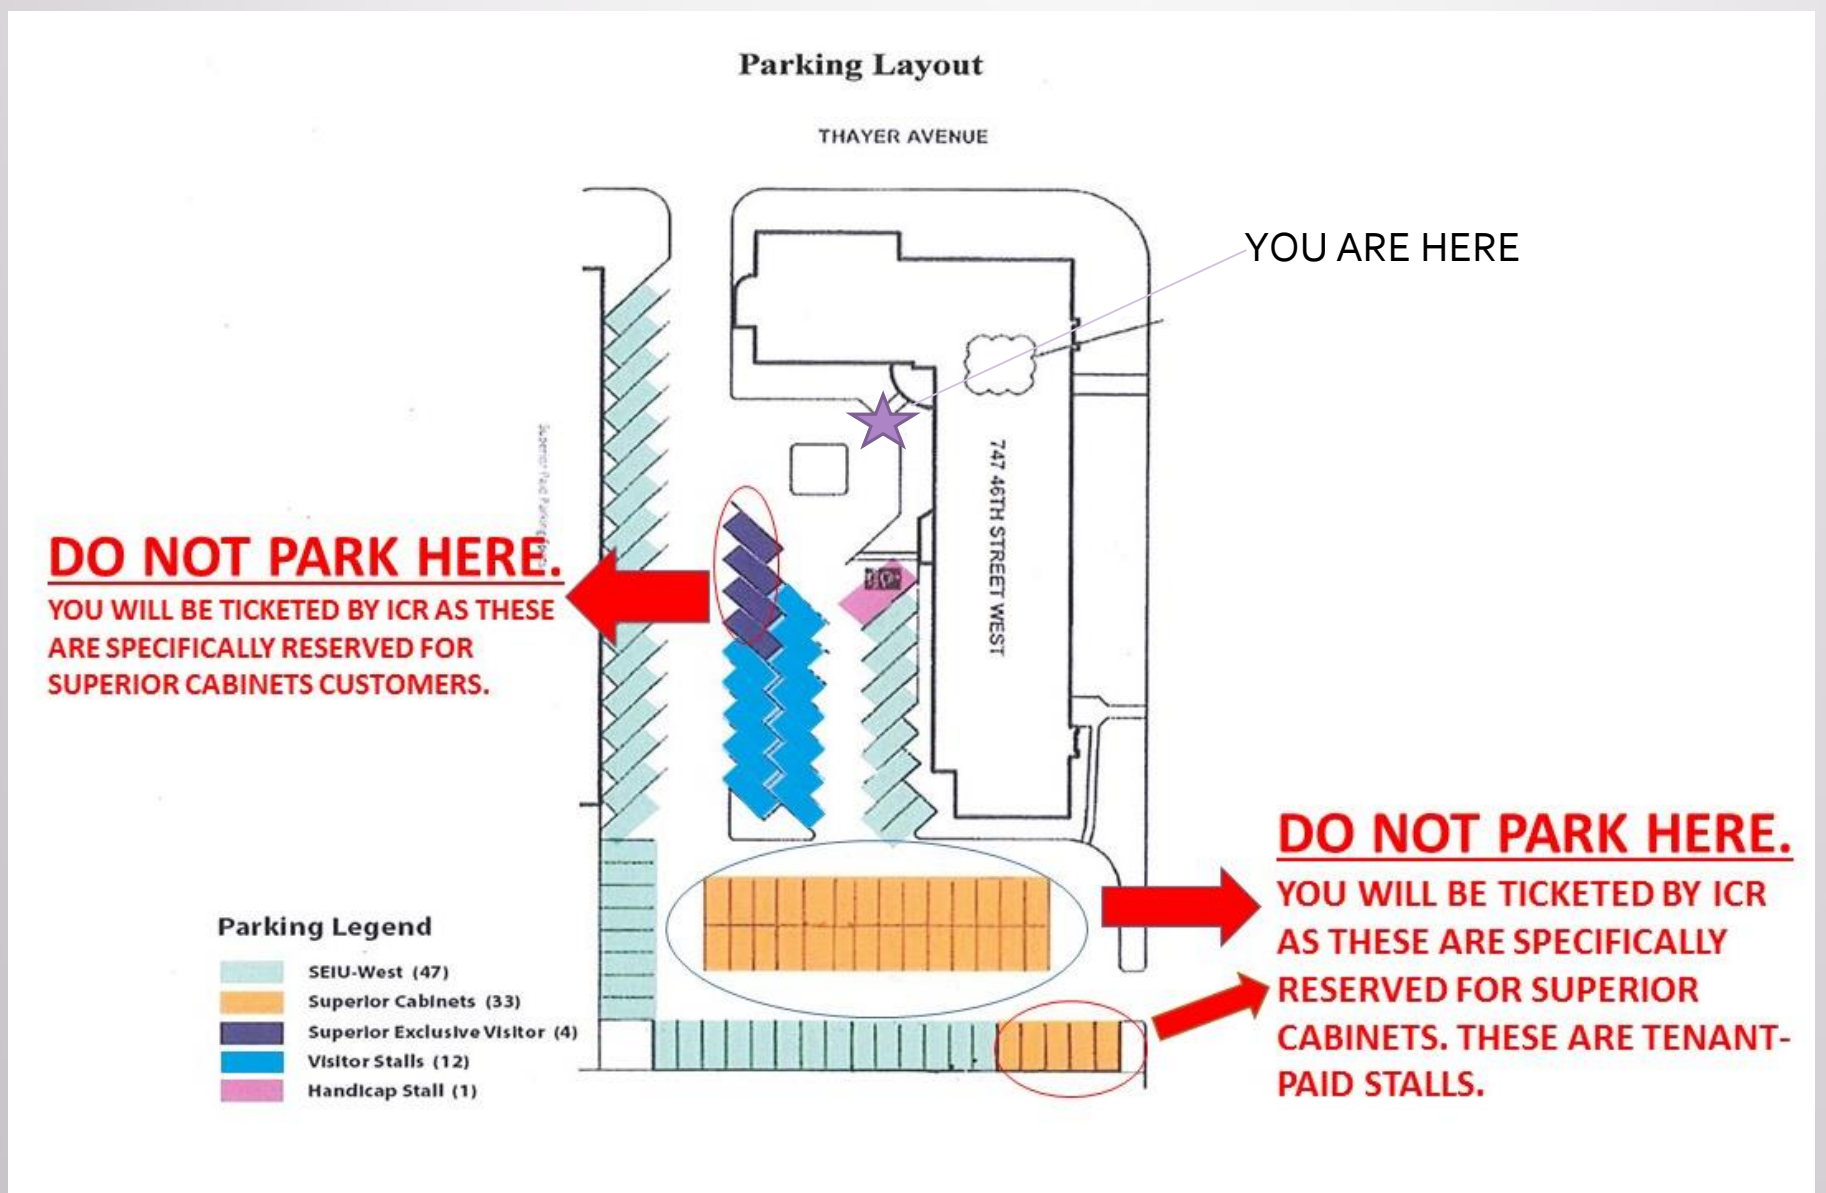 Parking Layout
THAYER AVENUE
YOU ARE HERE
747 46TH STREET WEST
Superior Paid Parking
DO NOT PARK HERE.
YOU WILL BE TICKETED BY ICR AS THESE
ARE SPECIFICALLY RESERVED FOR
SUPERIOR CABINETS CUSTOMERS.
DO NOT PARK HERE.
YOU WILL BE TICKETED BY ICR
AS THESE ARE SPECIFICALLY
RESERVED FOR SUPERIOR
CABINETS. THESE ARE TENANT-
PAID STALLS.
Parking Legend
SEIU-West (47)
Superior Cabinets (33)
Superior Exclusive Visitor (4)
Visitor Stalls (12)
Handicap Stall (1)